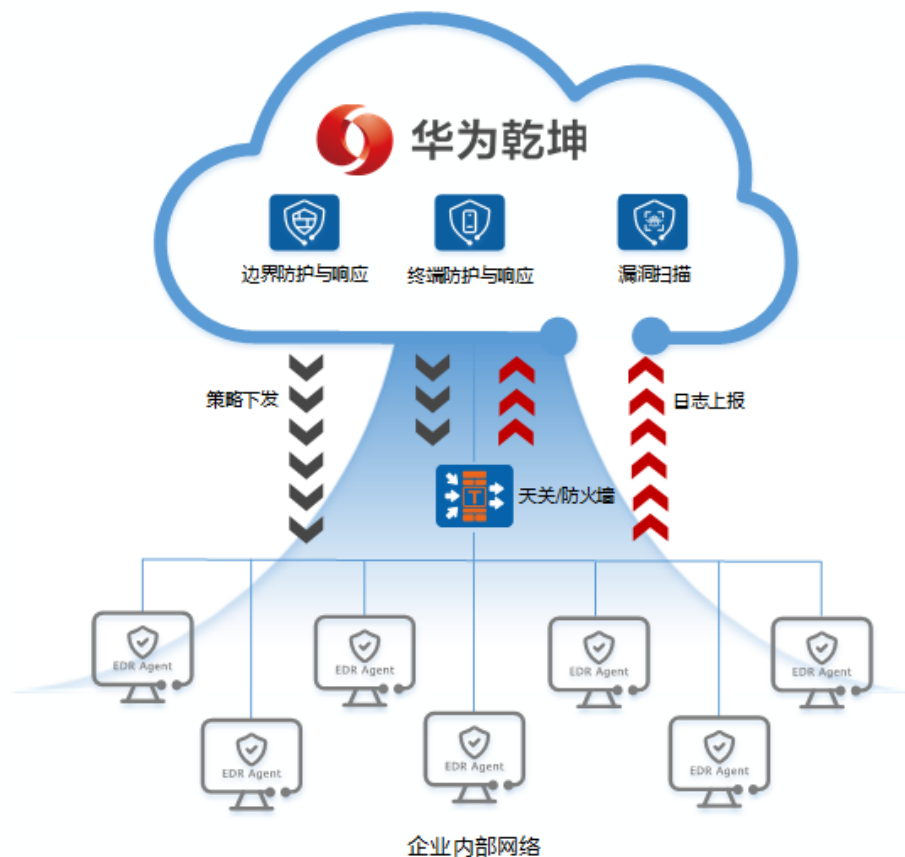 华为乾坤
边界防护与响应
终端防护与响应
漏洞扫描
策略下发
日志上报
T
天关/防火墙
EDR Agent
EDR Agent
EDR Agent
EDR Agent
EDR Agent
EDR Agent
EDR Agent
企业内部网络